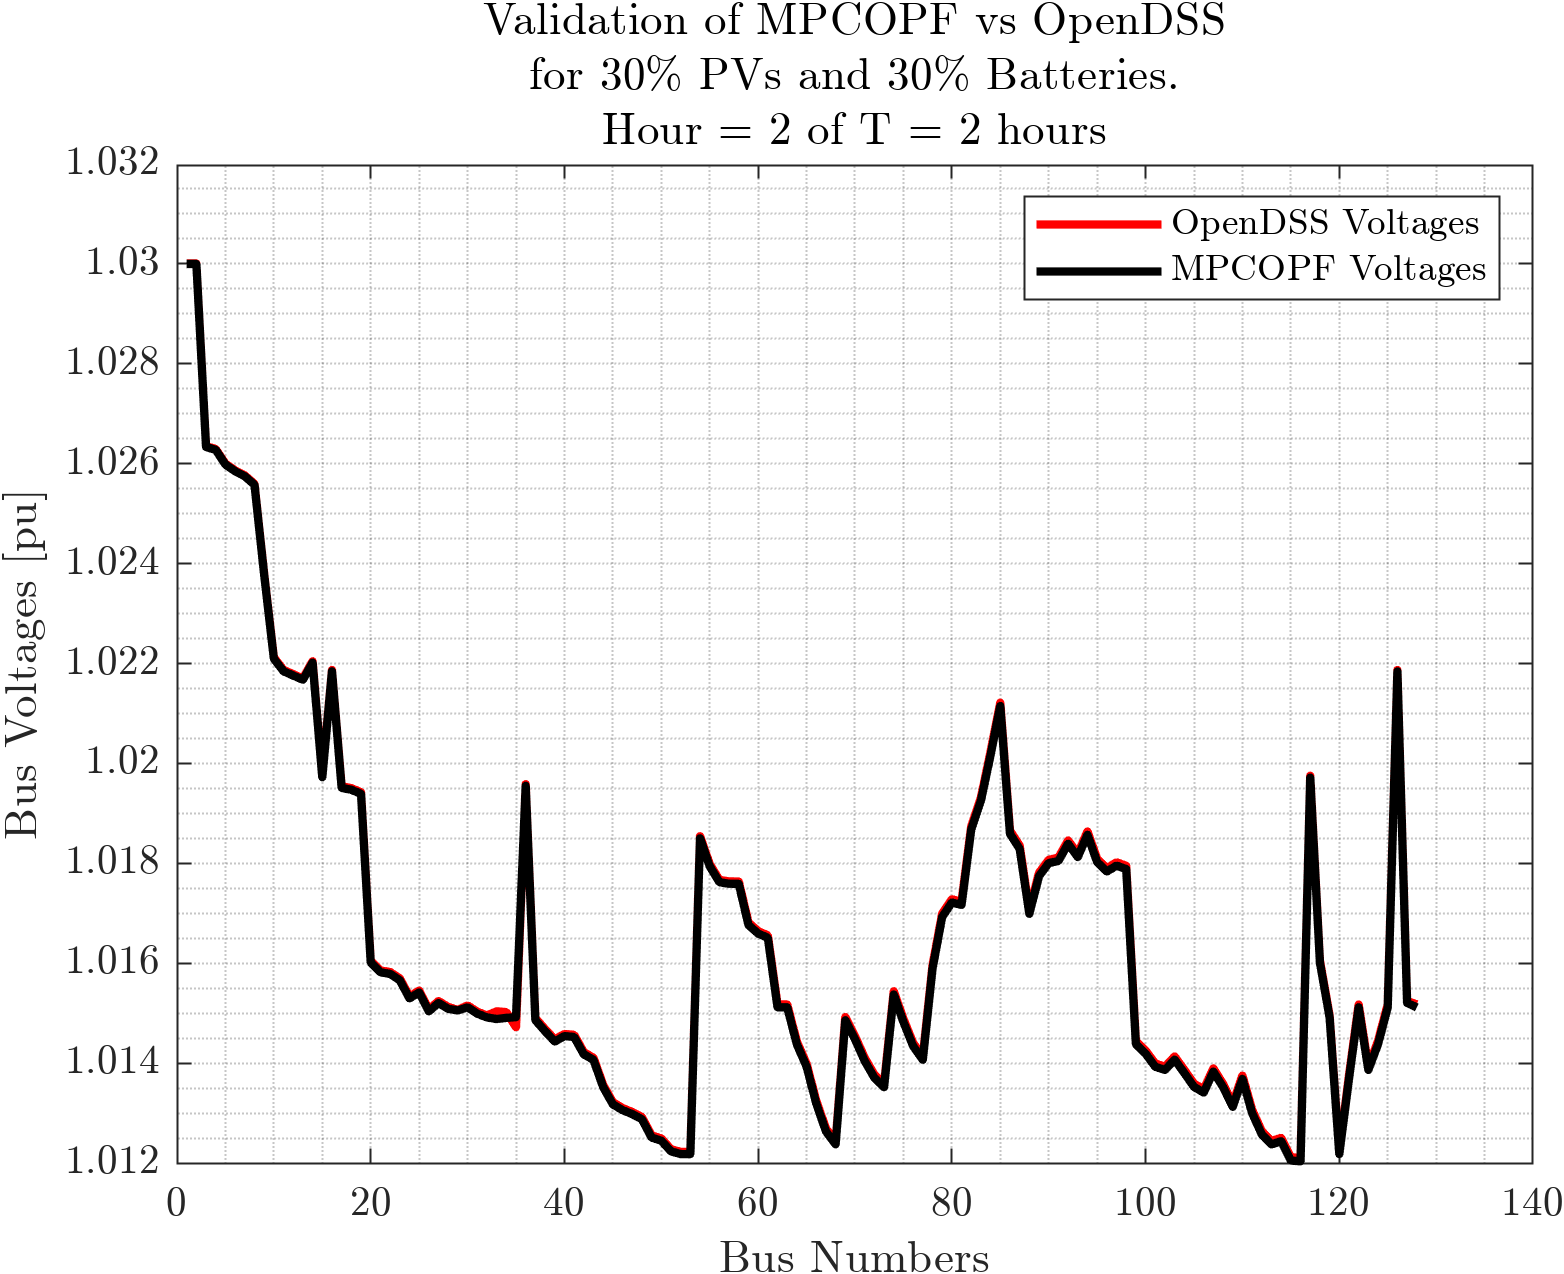 Validation of MPCOPF vs OpenDSS
for 30% PVs and 30% Batteries.
Hour = 2 of T = 2 hours
OpenDSS Voltages
MPCOPF Voltages
Bus Voltages [pu]
1.032
1.03
1.028
1.026
1.024
1.022
1.02
1.018
1.016
1.014
1.012
0 20 40 60 80 100 120 140
Bus Numbers